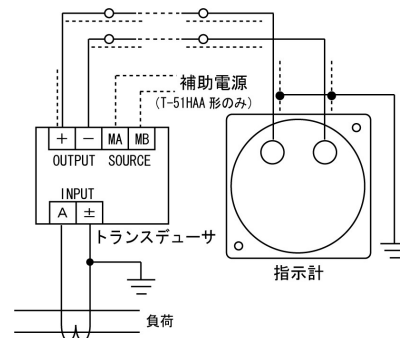 補助電源
(T-51HAA 形のみ)
+ − MA MB
OUTPUT SOURCE
INPUT
A ±
トランスデューサ
指示計
負荷